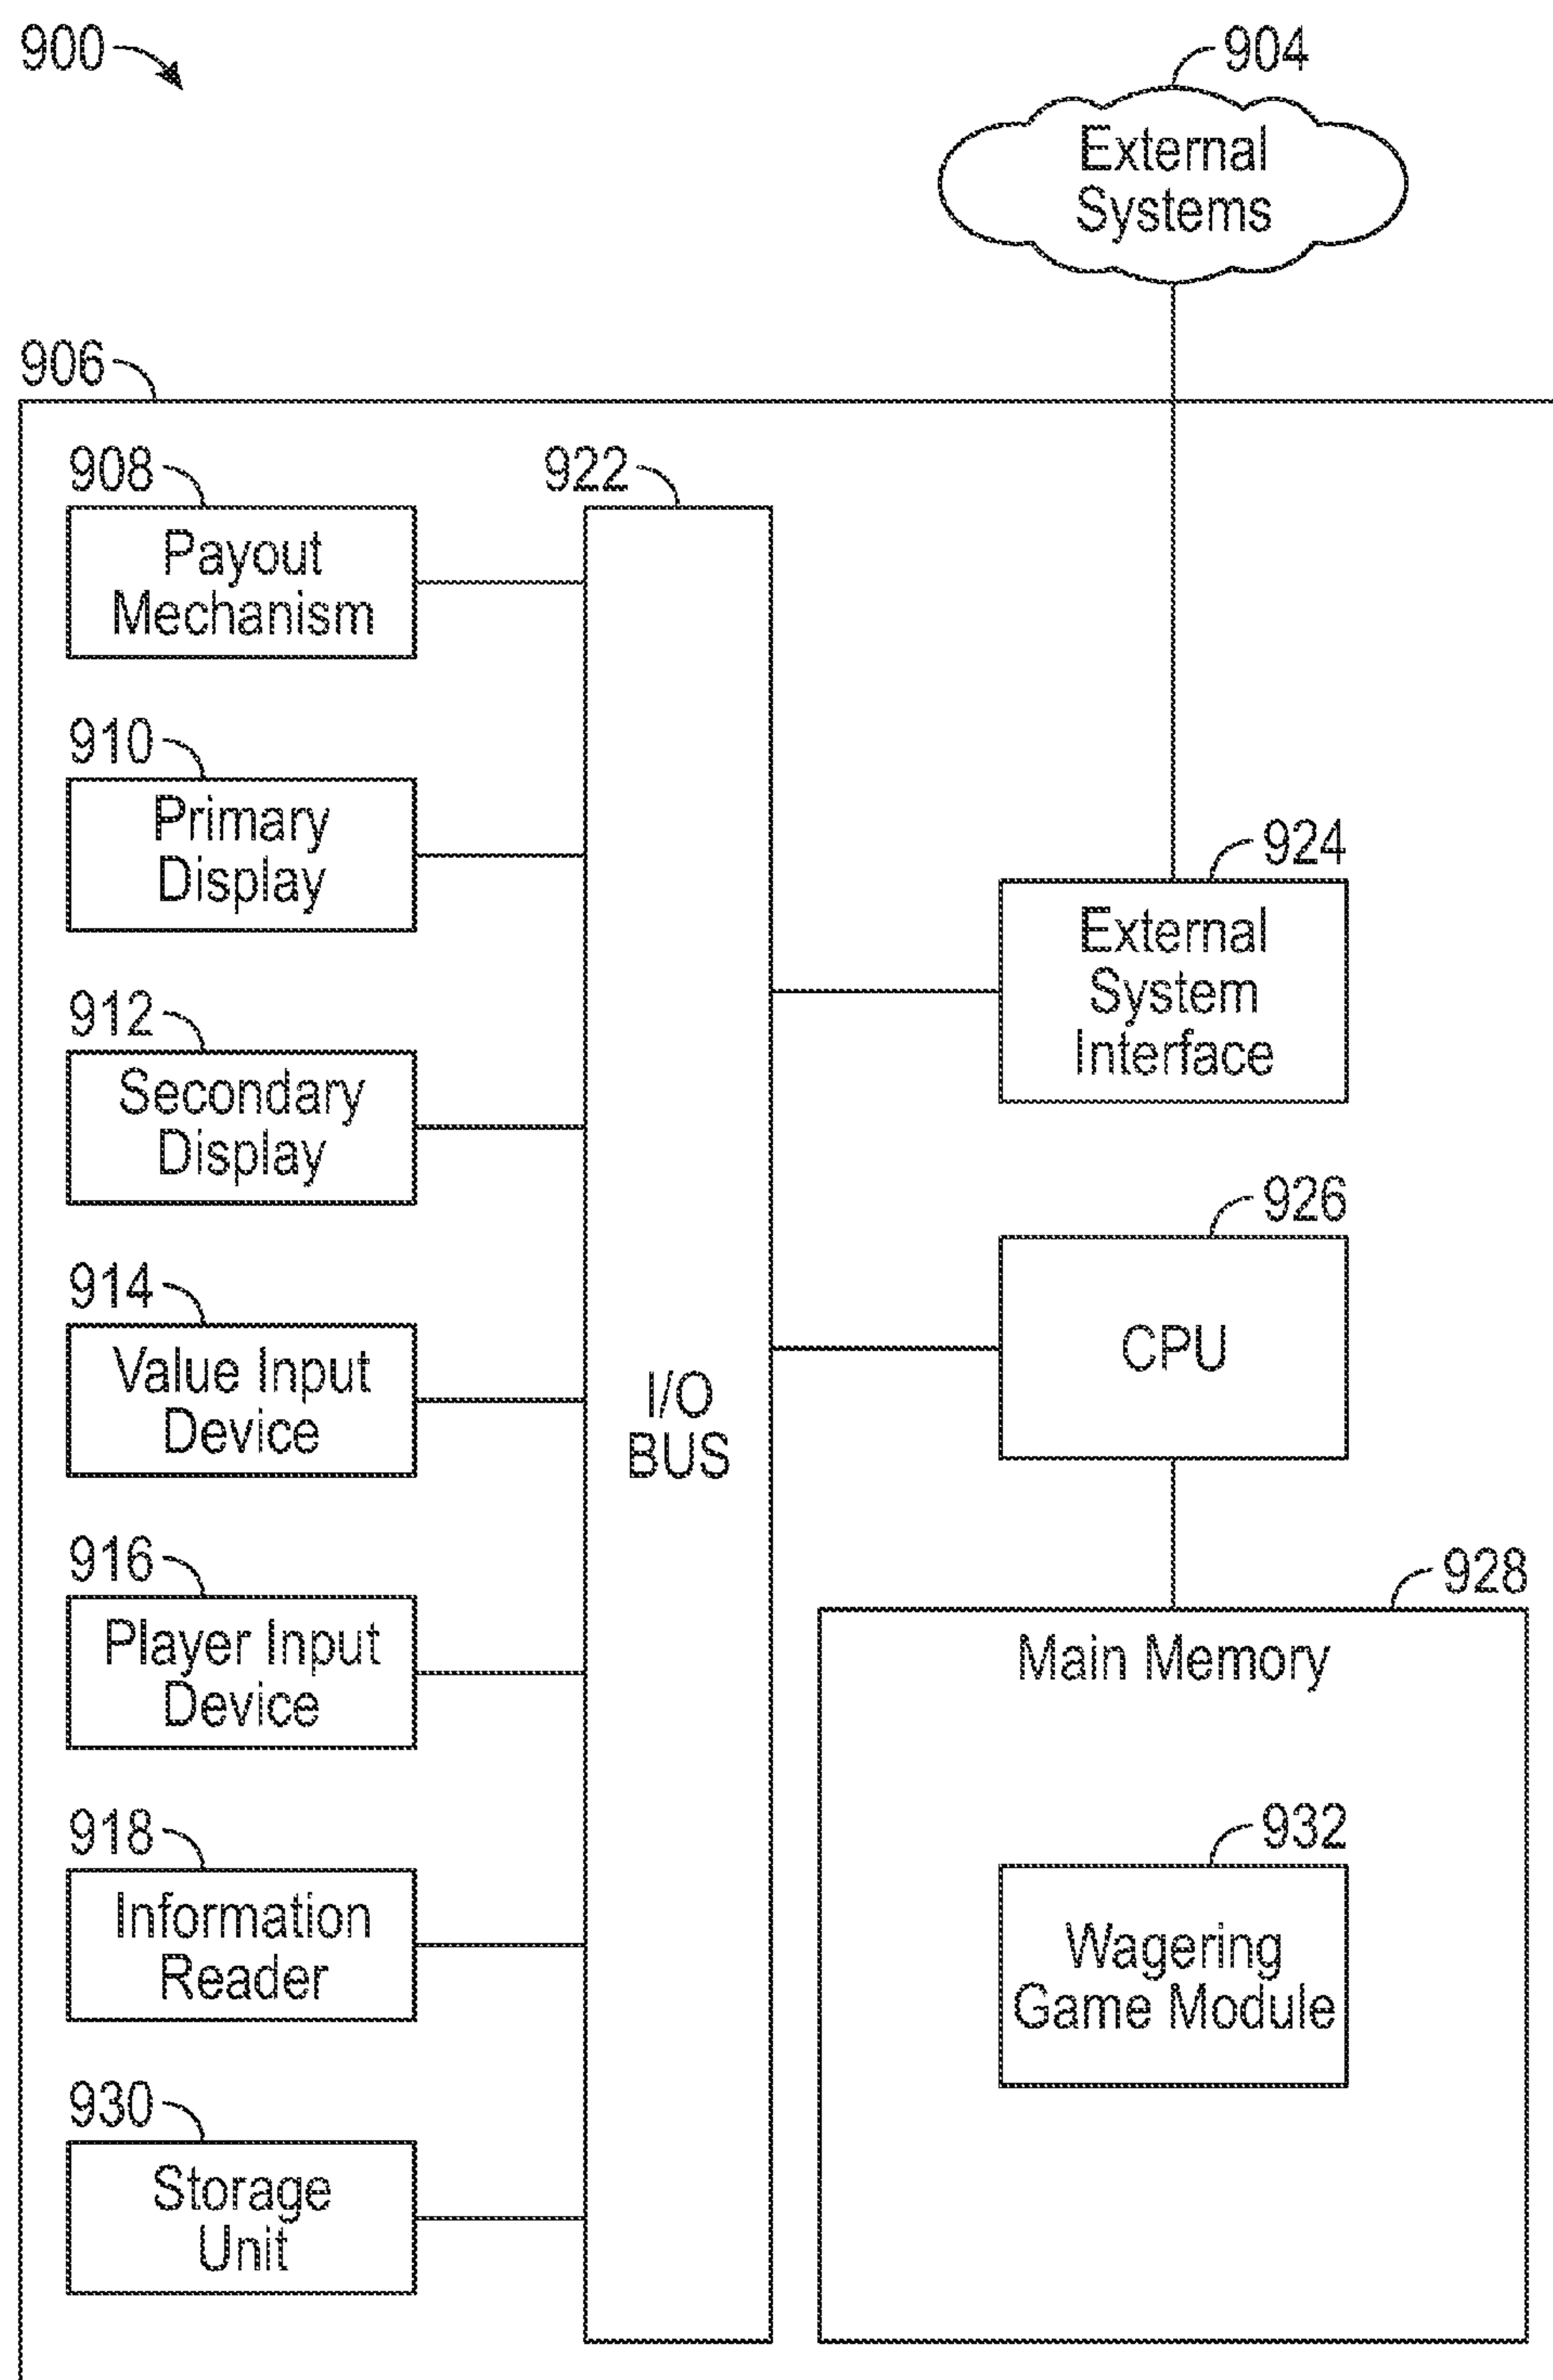 900
904
External
Systems
906
908
Payout
Mechanism
910
Primary
Display
912
Secondary
Display
914
Value Input
Device
916
Player Input
Device
918
Information
Reader
930
Storage
Unit
922
I/O
BUS
924
External
System
Interface
926
CPU
928
Main Memory
932
Wagering
Game Module